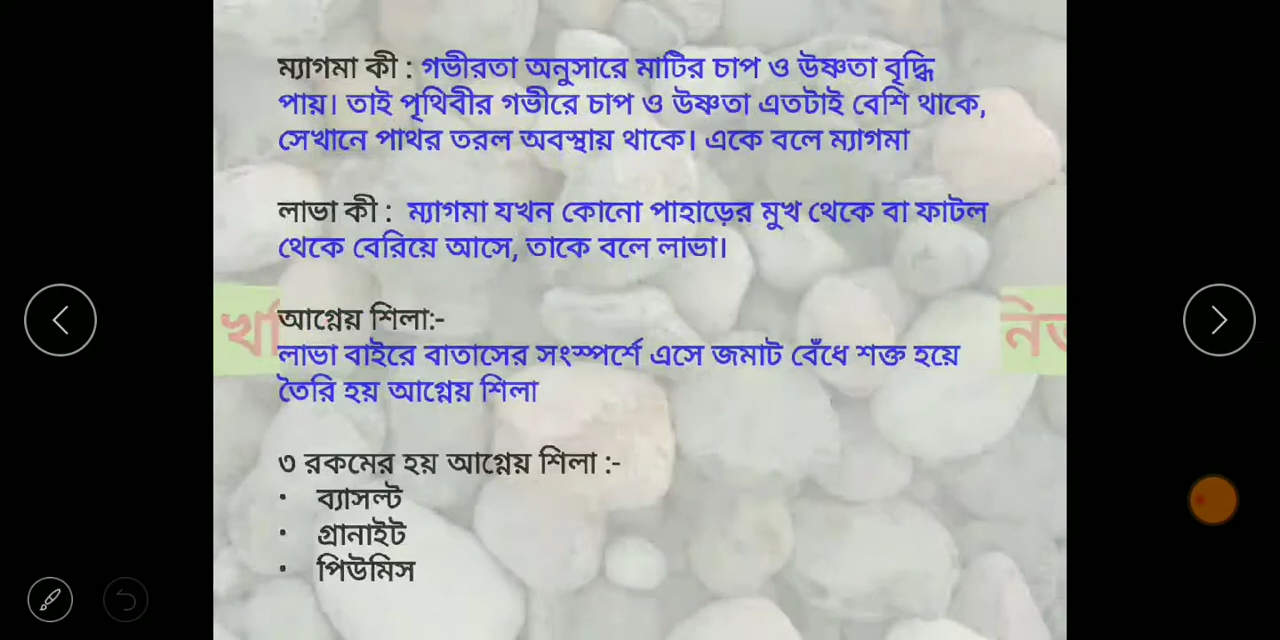 ম্যাগমা কী : গভীরতা অনুসারে মাটির চাপ ও উষ্ণতা বৃদ্ধি
পায়। তাই পৃথিবীর গভীরে চাপ ও উষ্ণতা এতটাই বেশি থাকে,
সেখানে পাথর তরল অবস্থায় থাকে। একে বলে ম্যাগমা
লাভা কী : ম্যাগমা যখন কোনো পাহাড়ের মুখ থেকে বা ফাটল
থেকে বেরিয়ে আসে, তাকে বলে লাভা।
আগ্নেয় শিলা:-
লাভা বাইরে বাতাসের সংস্পর্শে এসে জমাট বেঁধে শক্ত হয়ে
তৈরি হয় আগ্নেয় শিলা
৩ রকমের হয় আগ্নেয় শিলা :-
• ব্যাসল্ট
• গ্রানাইট
• পিউমিস